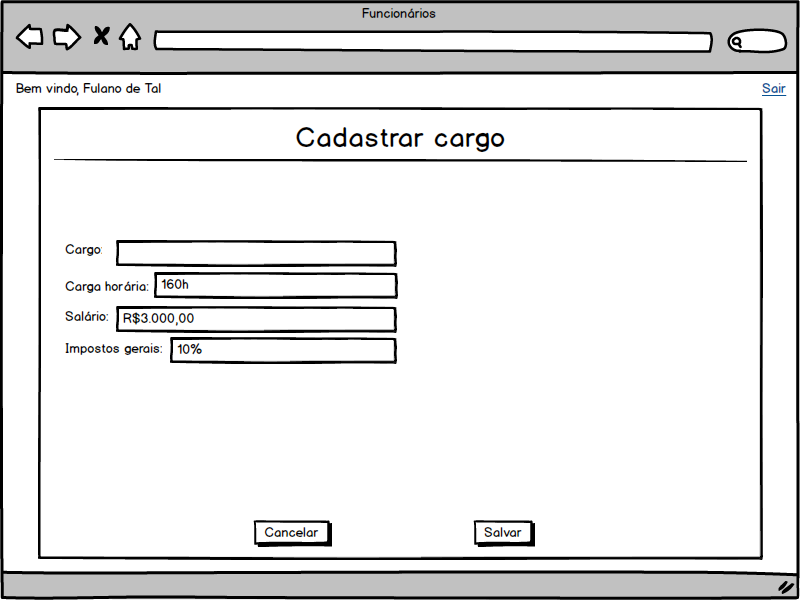 Funcionários
Bem vindo, Fulano de Tal
Sair
Cadastrar cargo
Cargo:
Carga horária: 160h
Salário: R$3.000,00
Impostos gerais: 10%
Cancelar
Salvar